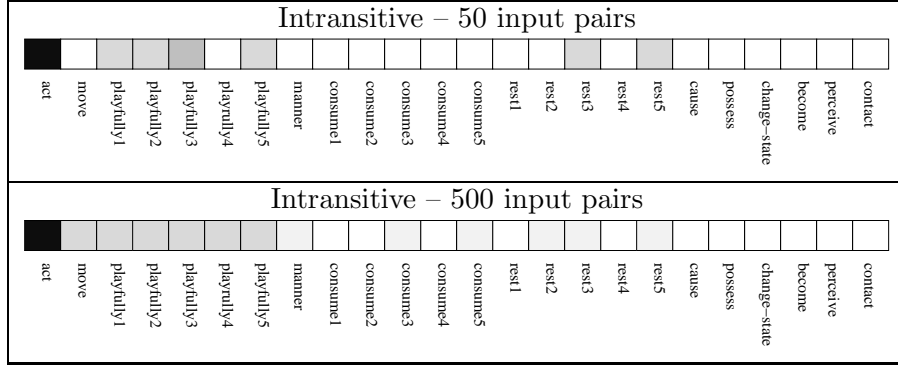 Intransitive – 50 input pairs
act
move
playfully1
playfully2
playfully3
playrully4
playfully5
manner
consume1
consume2
consume3
consume4
consume5
rest1
rest2
rest3
rest4
rest5
cause
possess
change−state
become
perceive
contact
Intransitive – 500 input pairs
act
move
playfully1
playfully2
playfully3
playrully4
playfully5
manner
consume1
consume2
consume3
consume4
consume5
rest1
rest2
rest3
rest4
rest5
cause
possess
change−state
become
perceive
contact